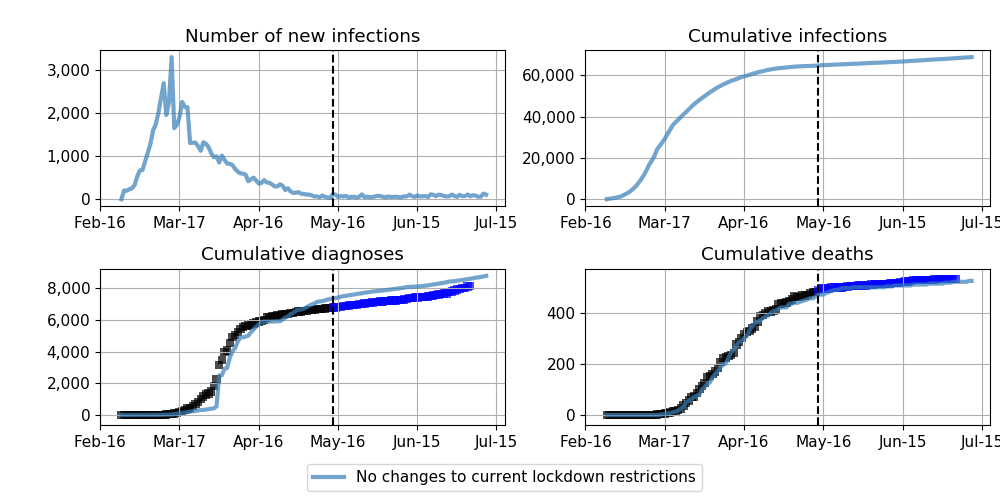 Number of new infections
3,000
2,000
1,000
0
Feb-16 Mar-17 Apr-16 May-16 Jun-15 Jul-15
Cumulative infections
60,000
40,000
20,000
0
Feb-16 Mar-17 Apr-16 May-16 Jun-15 Jul-15
Cumulative diagnoses
8,000
6,000
4,000
2,000
0
Feb-16 Mar-17 Apr-16 May-16 Jun-15 Jul-15
Cumulative deaths
400
200
0
Feb-16 Mar-17 Apr-16 May-16 Jun-15 Jul-15
No changes to current lockdown restrictions